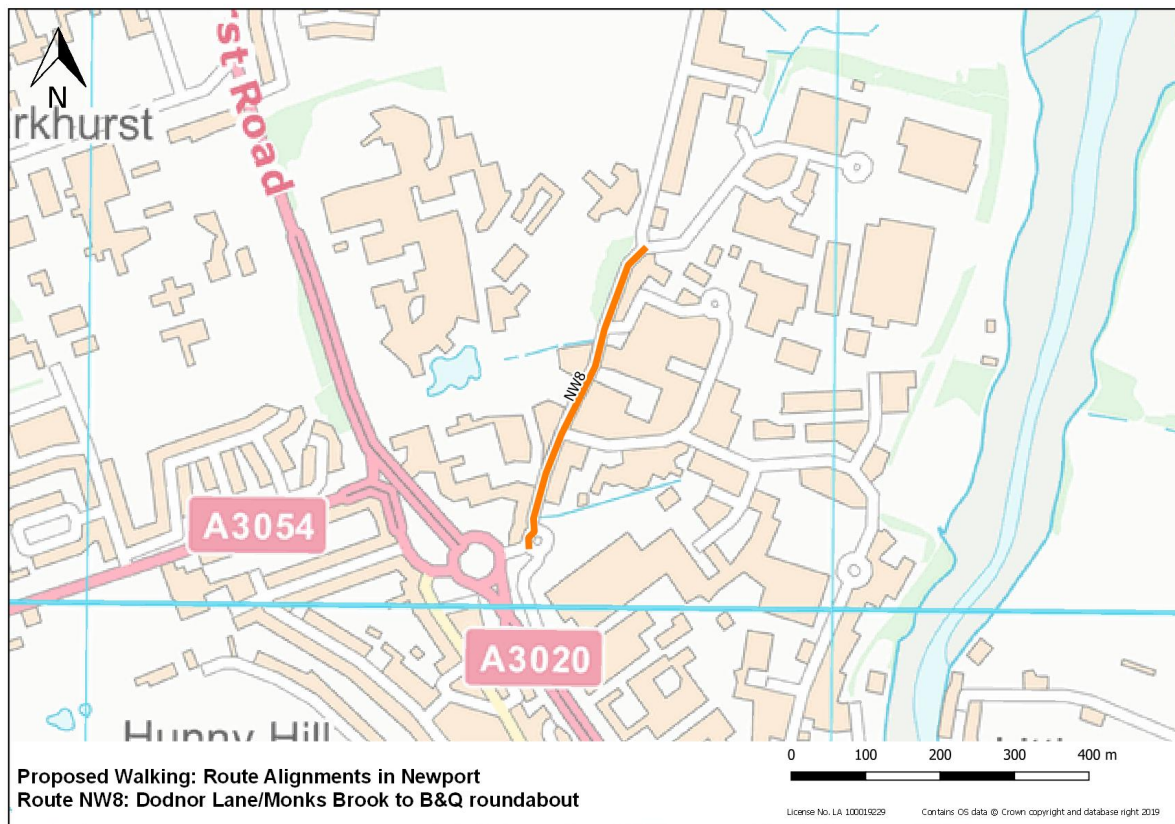 N
rst Road
rkhurst
NW8
A3054
A3020
Hunny Hill
Proposed Walking: Route Alignments in Newport
Route NW8: Dodnor Lane/Monks Brook to B&Q roundabout
0 100 200 300 400 m
License No. LA 100019229 Contains OS data © Crown copyright and database right 2019